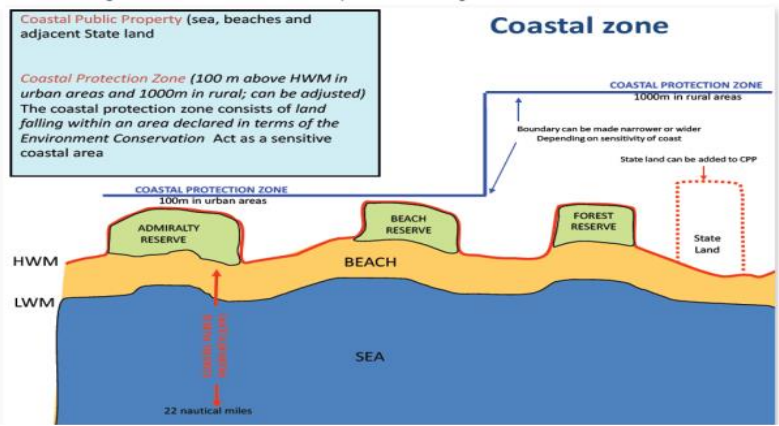 Coastal zone
Coastal Public Property (sea, beaches and
adjacent State land
Coastal Protection Zone (100 m above HWM in
urban areas and 1000m in rural; can be adjusted)
The coastal protection zone consists of land
falling within an area declared in terms of the
Environment Conservation Act as a sensitive
coastal area
COASTAL PROTECTION ZONE
1000m in rural areas
Boundary can be made narrower or wider
Depending on sensitivity of coast
State land can be added to CPP
COASTAL PROTECTION ZONE
100m in urban areas
ADMIRALTY
RESERVE
BEACH
RESERVE
FOREST
RESERVE
State
Land
HWM
BEACH
LWM
SEA
22 nautical miles